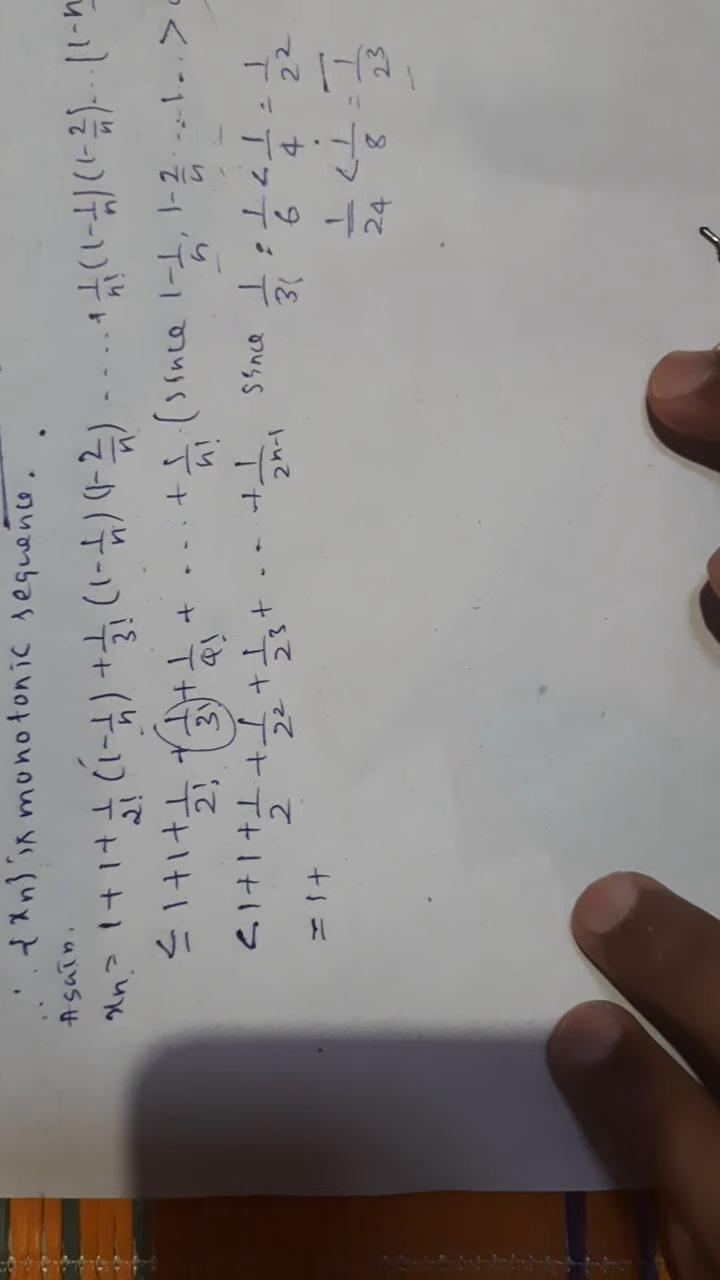 ∴ {xn} is monotonic sequence.
Again.
xn = 1 + 1 + 1/2! (1 - 1/n) + 1/3! (1 - 1/n) (1 - 2/n) ..... + 1/n! (1 - 1/n) (1 - 2/n) ... (1 - n
≤ 1 + 1 + 1/2! + 1/3! + 1/4! + ... + 1/n! (since 1 - 1/n, 1 - 2/n ... 1 .. >
< 1 + 1 + 1/2 + 1/2² + 1/2³ + ... + 1/2ⁿ⁻¹ since 1/3! = 1/6 < 1/4 = 1/2²
= 1 +
1/24 < 1/8 = 1/2³